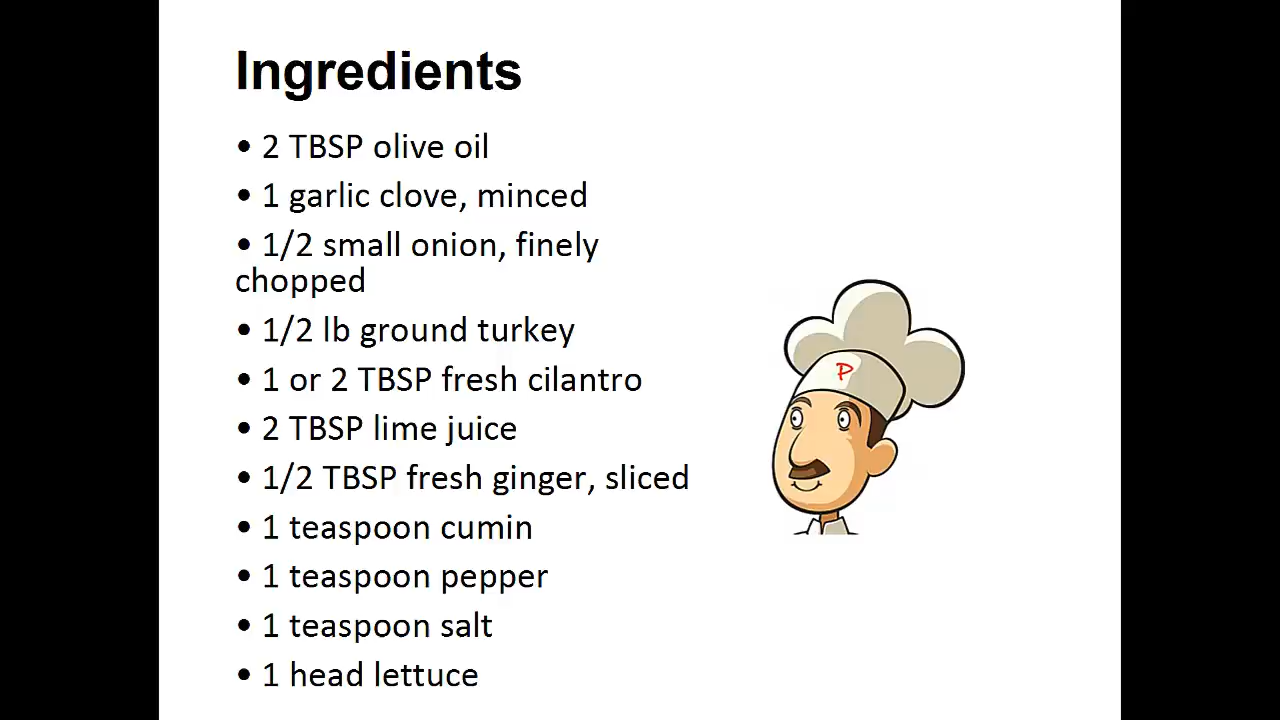 Ingredients
• 2 TBSP olive oil
• 1 garlic clove, minced
• 1/2 small onion, finely
chopped
• 1/2 lb ground turkey
• 1 or 2 TBSP fresh cilantro
• 2 TBSP lime juice
• 1/2 TBSP fresh ginger, sliced
• 1 teaspoon cumin
• 1 teaspoon pepper
• 1 teaspoon salt
• 1 head lettuce
P